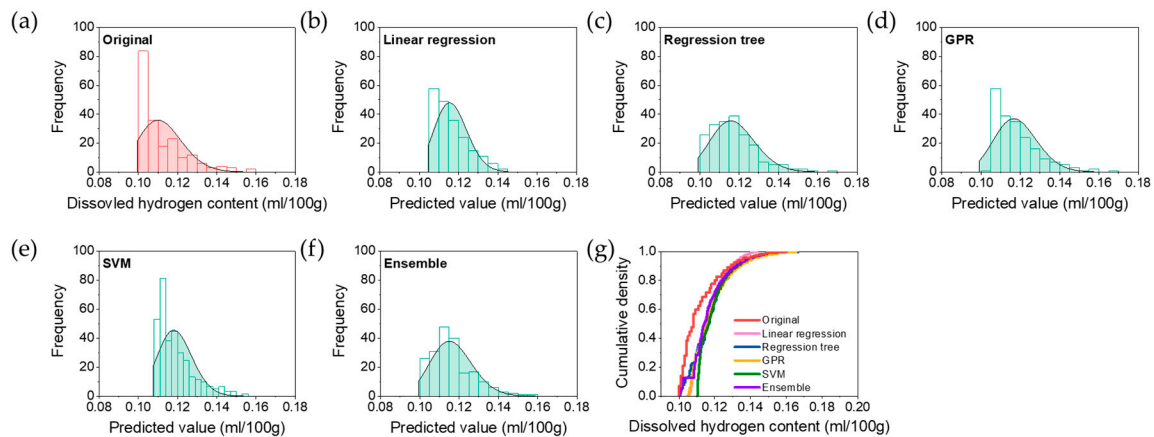 (a)
Original
Frequency
100
80
60
40
20
0
0.08 0.10 0.12 0.14 0.16 0.18
Dissovled hydrogen content (ml/100g)
(b)
Linear regression
Frequency
100
80
60
40
20
0
0.08 0.10 0.12 0.14 0.16 0.18
Predicted value (ml/100g)
(c)
Regression tree
Frequency
100
80
60
40
20
0
0.08 0.10 0.12 0.14 0.16 0.18
Predicted value (ml/100g)
(d)
GPR
Frequency
100
80
60
40
20
0
0.08 0.10 0.12 0.14 0.16 0.18
Predicted value (ml/100g)
(e)
SVM
Frequency
100
80
60
40
20
0
0.08 0.10 0.12 0.14 0.16 0.18
Predicted value (ml/100g)
(f)
Ensemble
Frequency
100
80
60
40
20
0
0.08 0.10 0.12 0.14 0.16 0.18
Predicted value (ml/100g)
(g)
Cumulative density
1.0
0.8
0.6
0.4
0.2
0.0
Original
Linear regression
Regression tree
GPR
SVM
Ensemble
0.10 0.12 0.14 0.16 0.18 0.20
Dissolved hydrogen content (ml/100g)